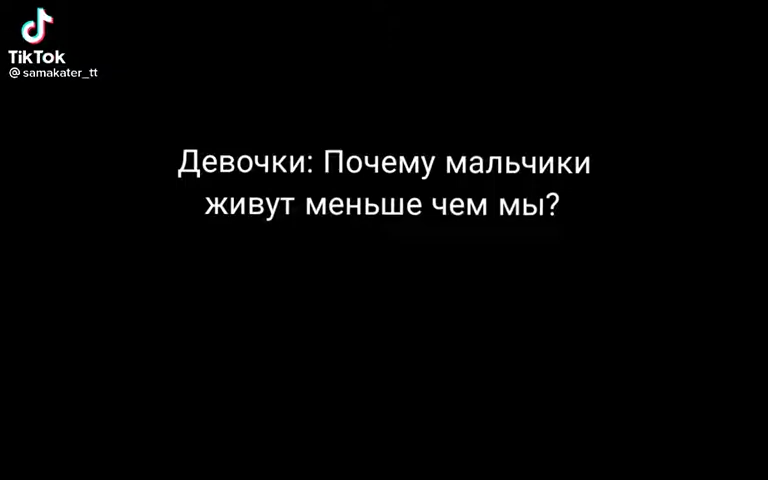 TikTok
@samakater_tt
Девочки: Почему мальчики
живут меньше чем мы?